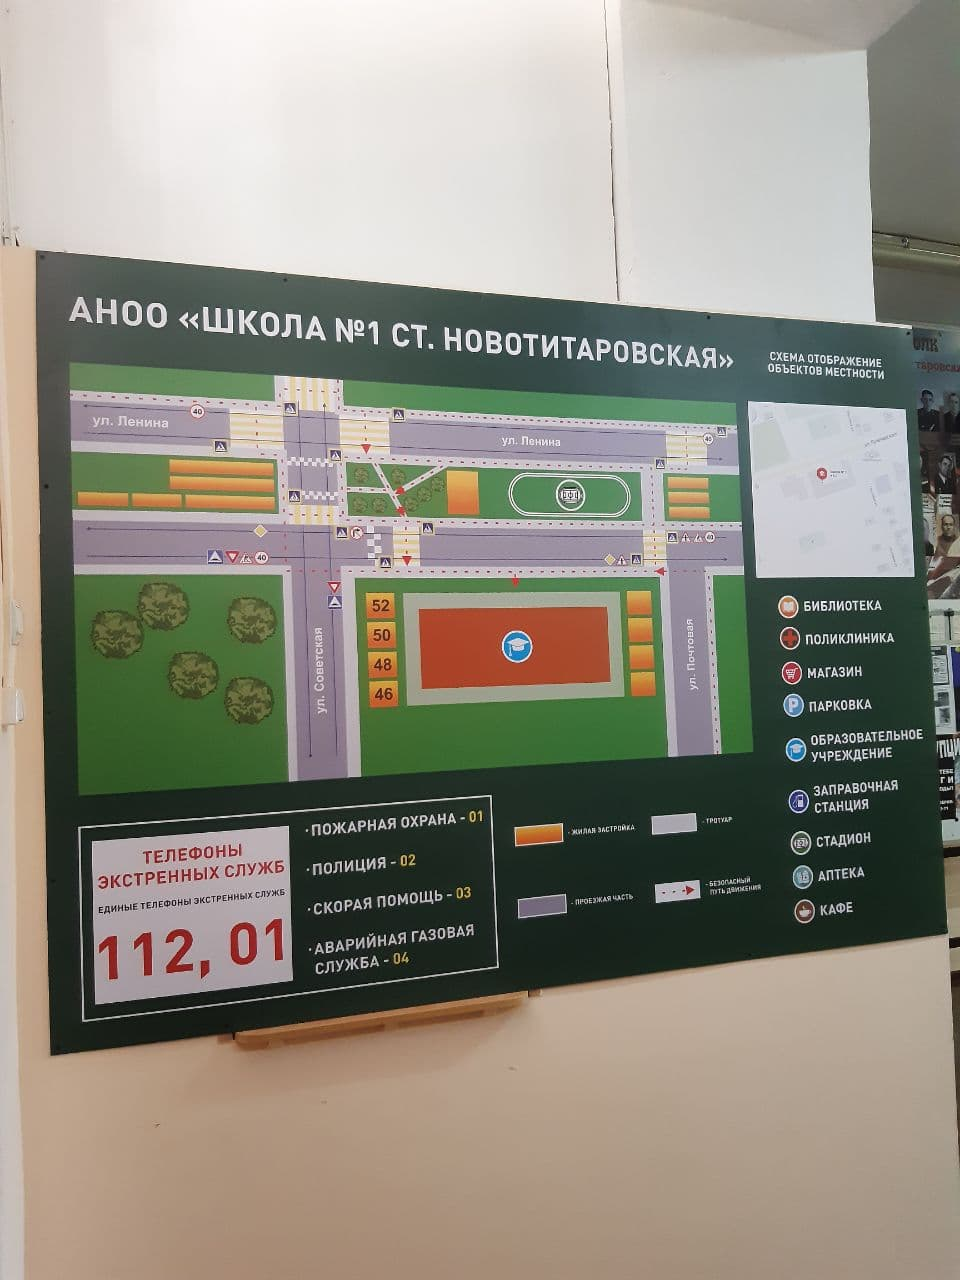 АНОО «ШКОЛА №1 СТ. НОВОТИТАРОВСКАЯ»
СХЕМА ОТОБРАЖЕНИЕ
ОБЪЕКТОВ МЕСТНОСТИ
ул. Ленина
40
ул. Ленина
40
40
40
ул. Советская
52
50
48
46
ул. Почтовая
БИБЛИОТЕКА
ПОЛИКЛИНИКА
МАГАЗИН
P ПАРКОВКА
ОБРАЗОВАТЕЛЬНОЕ
УЧРЕЖДЕНИЕ
ЗАПРАВОЧНАЯ
СТАНЦИЯ
СТАДИОН
АПТЕКА
КАФЕ
ТЕЛЕФОНЫ
ЭКСТРЕННЫХ СЛУЖБ
ЕДИНЫЕ ТЕЛЕФОНЫ ЭКСТРЕННЫХ СЛУЖБ
112, 01
·ПОЖАРНАЯ ОХРАНА - 01
·ПОЛИЦИЯ - 02
·СКОРАЯ ПОМОЩЬ - 03
·АВАРИЙНАЯ ГАЗОВАЯ
СЛУЖБА - 04
- ЖИЛАЯ ЗАСТРОЙКА
- ТРОТУАР
- ПРОЕЗЖАЯ ЧАСТЬ
- БЕЗОПАСНЫЙ
ПУТЬ ДВИЖЕНИЯ